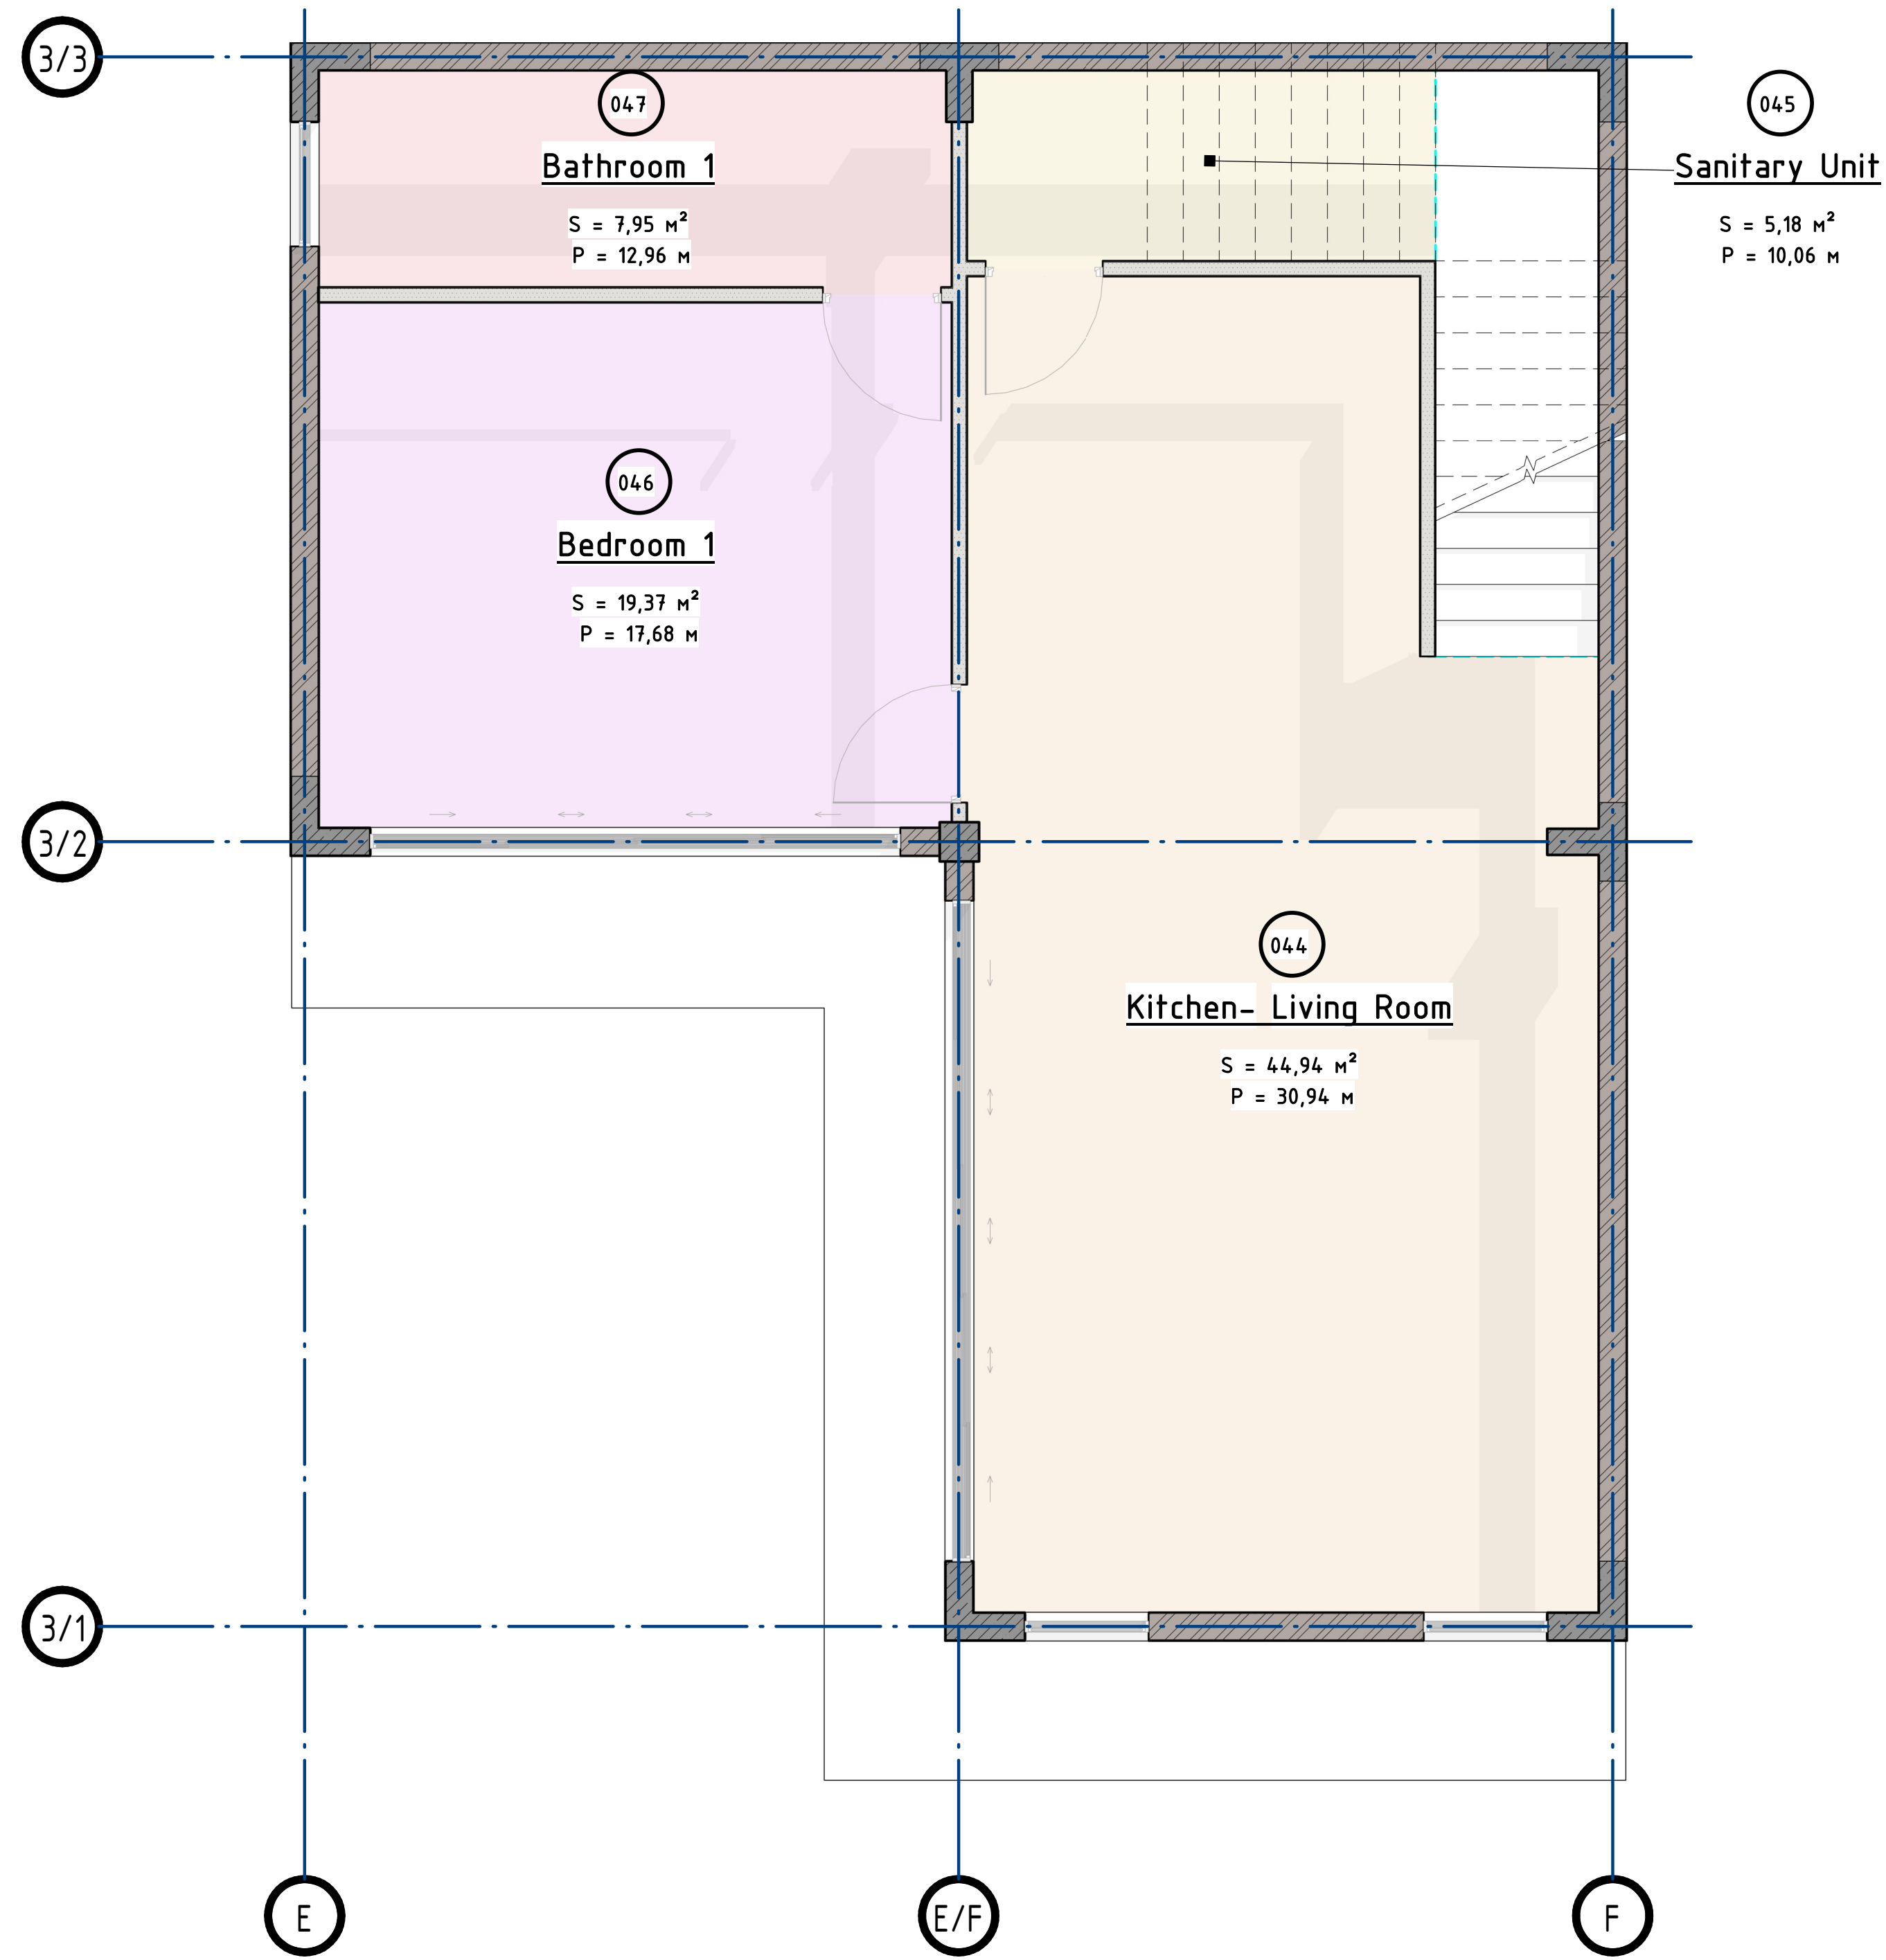 3/3
047
Bathroom 1
S = 7,95 м²
P = 12,96 м
045
Sanitary Unit
S = 5,18 м²
P = 10,06 м
046
Bedroom 1
S = 19,37 м²
P = 17,68 м
3/2
044
Kitchen- Living Room
S = 44,94 м²
P = 30,94 м
3/1
E
E/F
F